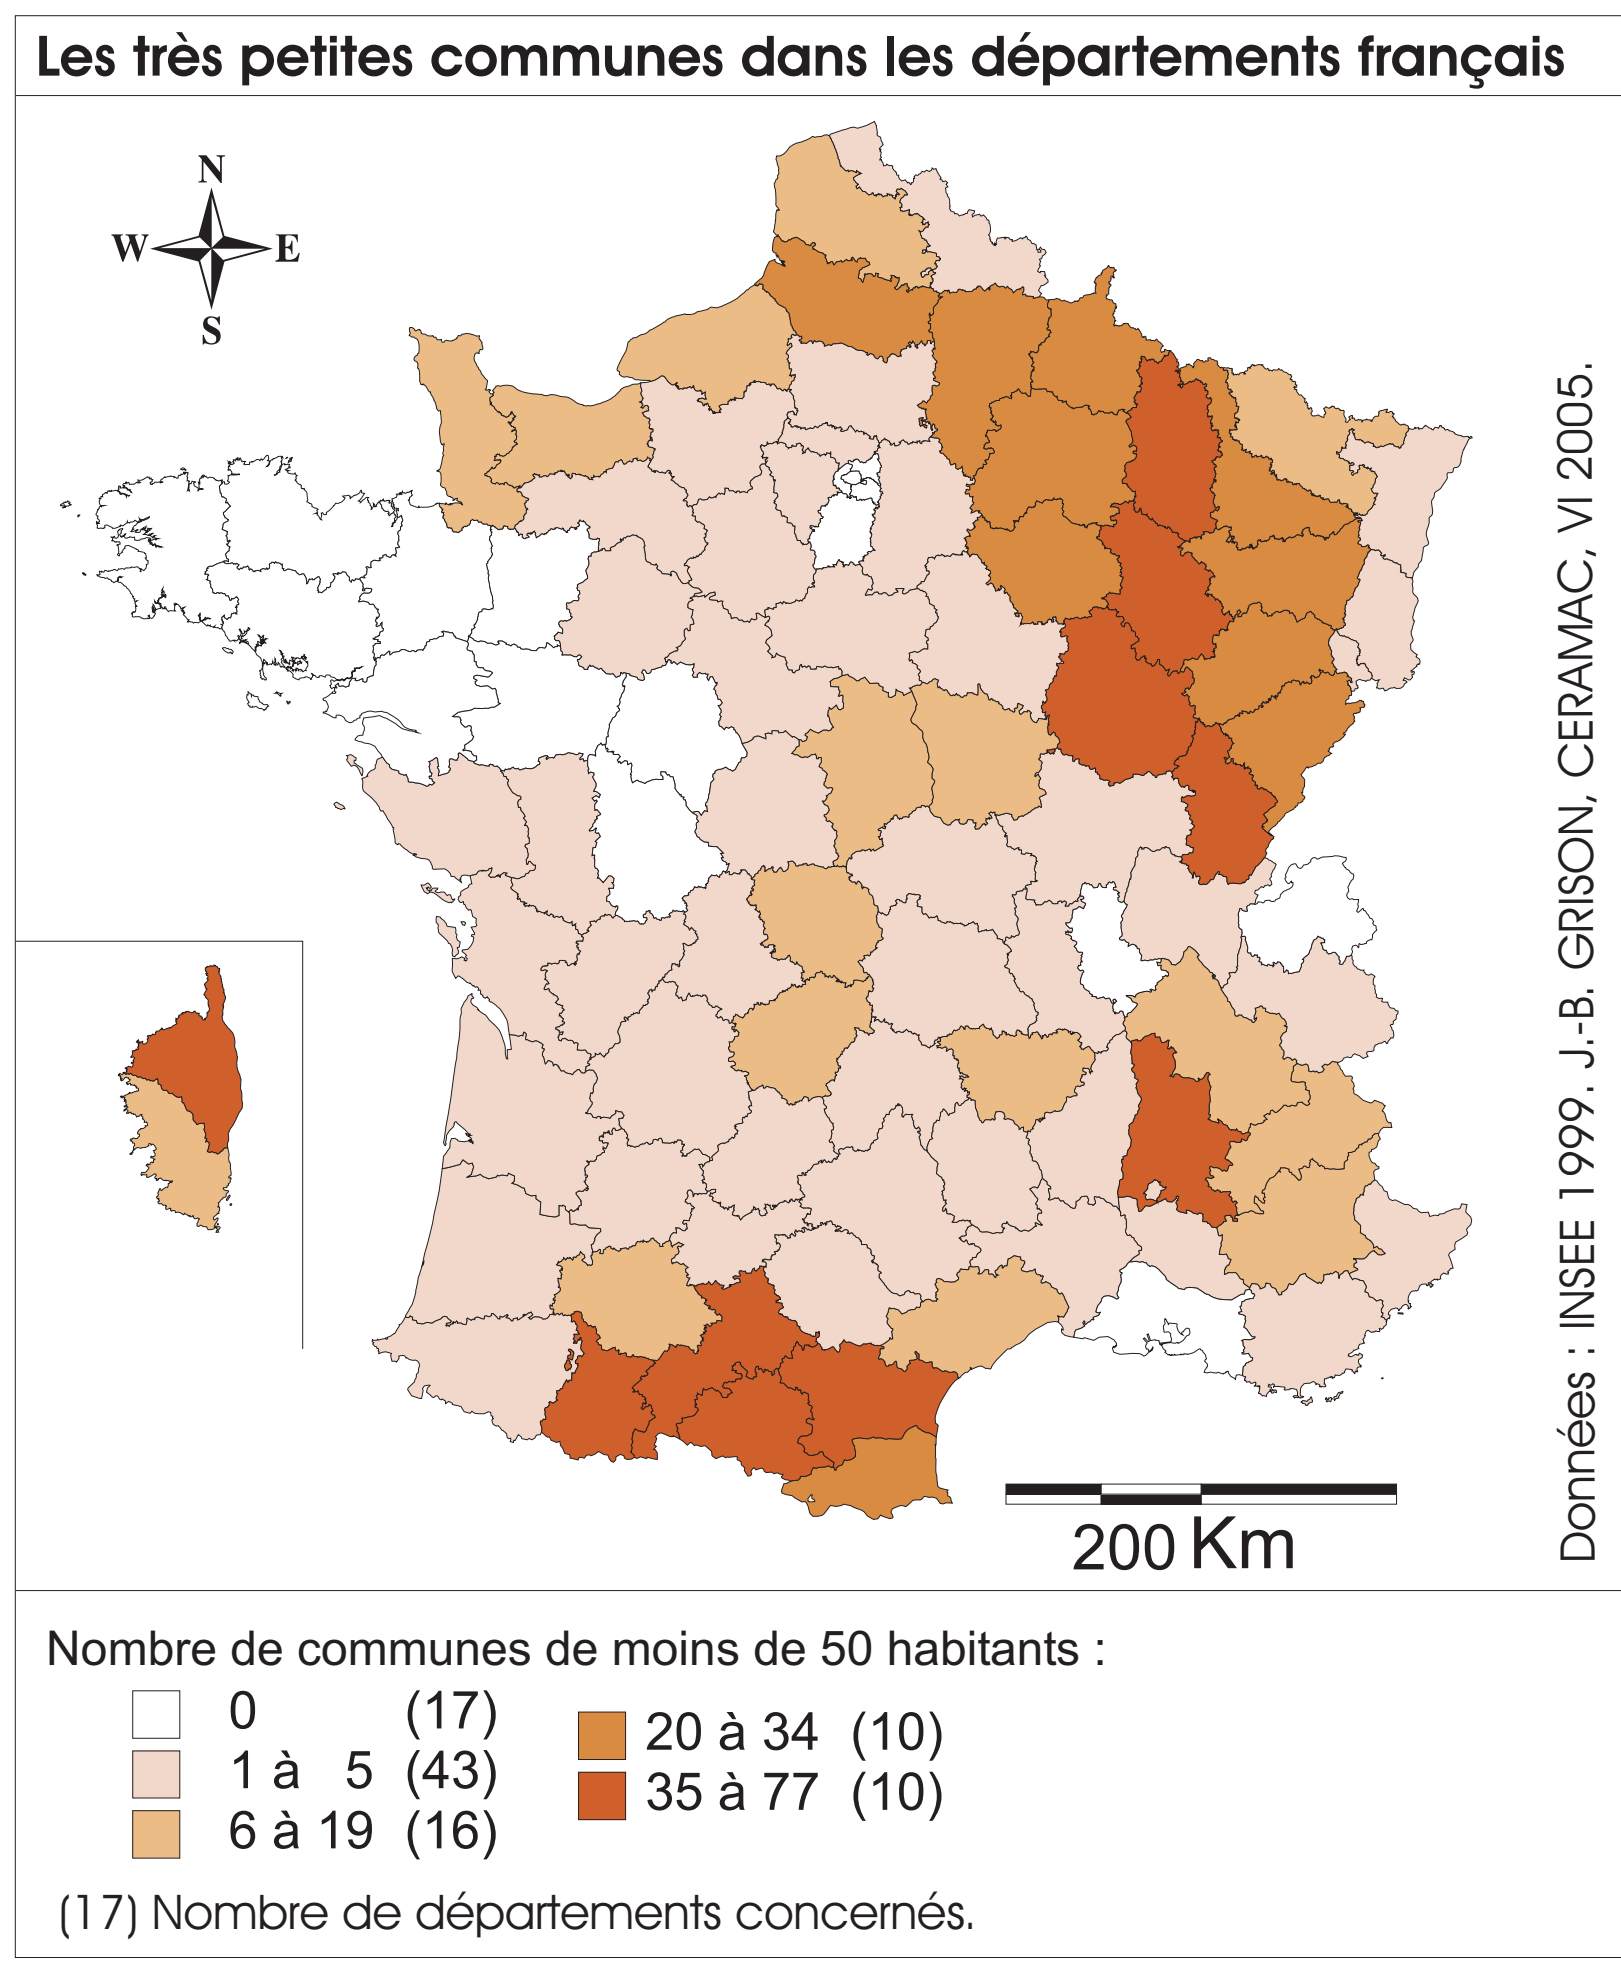 Les très petites communes dans les départements français
N
W E
S
Données : INSEE 1999. J.-B. GRISON, CERAMAC, VI 2005.
200 Km
Nombre de communes de moins de 50 habitants :
0 (17)
1 à 5 (43)
6 à 19 (16)
20 à 34 (10)
35 à 77 (10)
(17) Nombre de départements concernés.